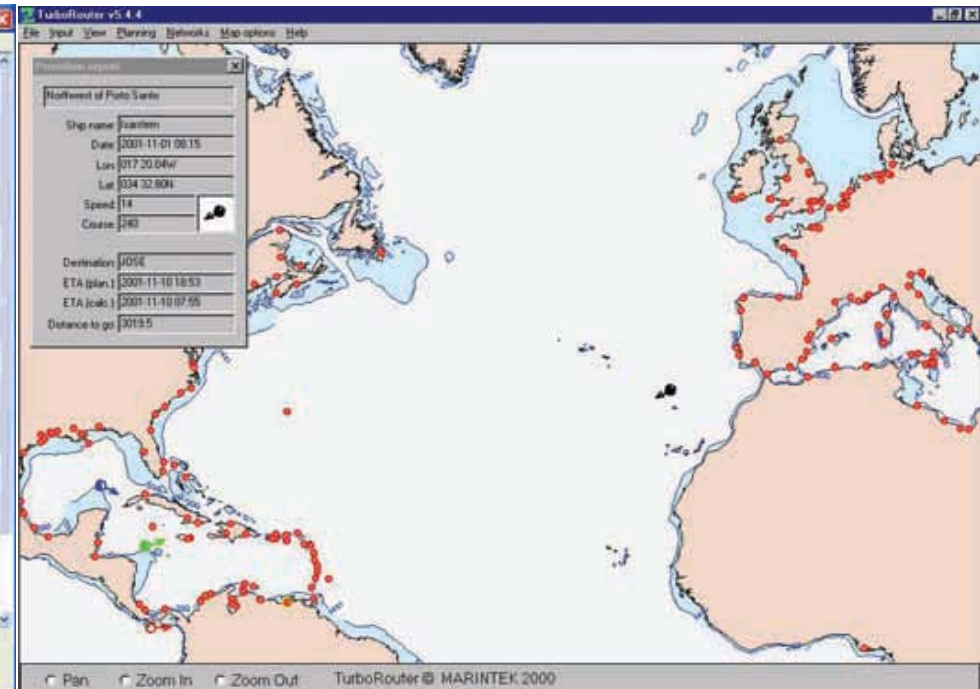 TurboRouter v5.4.4
File Input View Planning Networks Map options Help
Position report
Northwest of Porto Santo
Ship name
Date 2001-11-01 08.15
Lon 017 20.04W
Lat 034 32.80N
Speed 14
Course 240
Destination JOSE
ETA (plan.) 2001-11-10 18:53
ETA (calc.) 2001-11-10 07:55
Distance to go 3019.5
Pan Zoom In Zoom Out TurboRouter © MARINTEK 2000